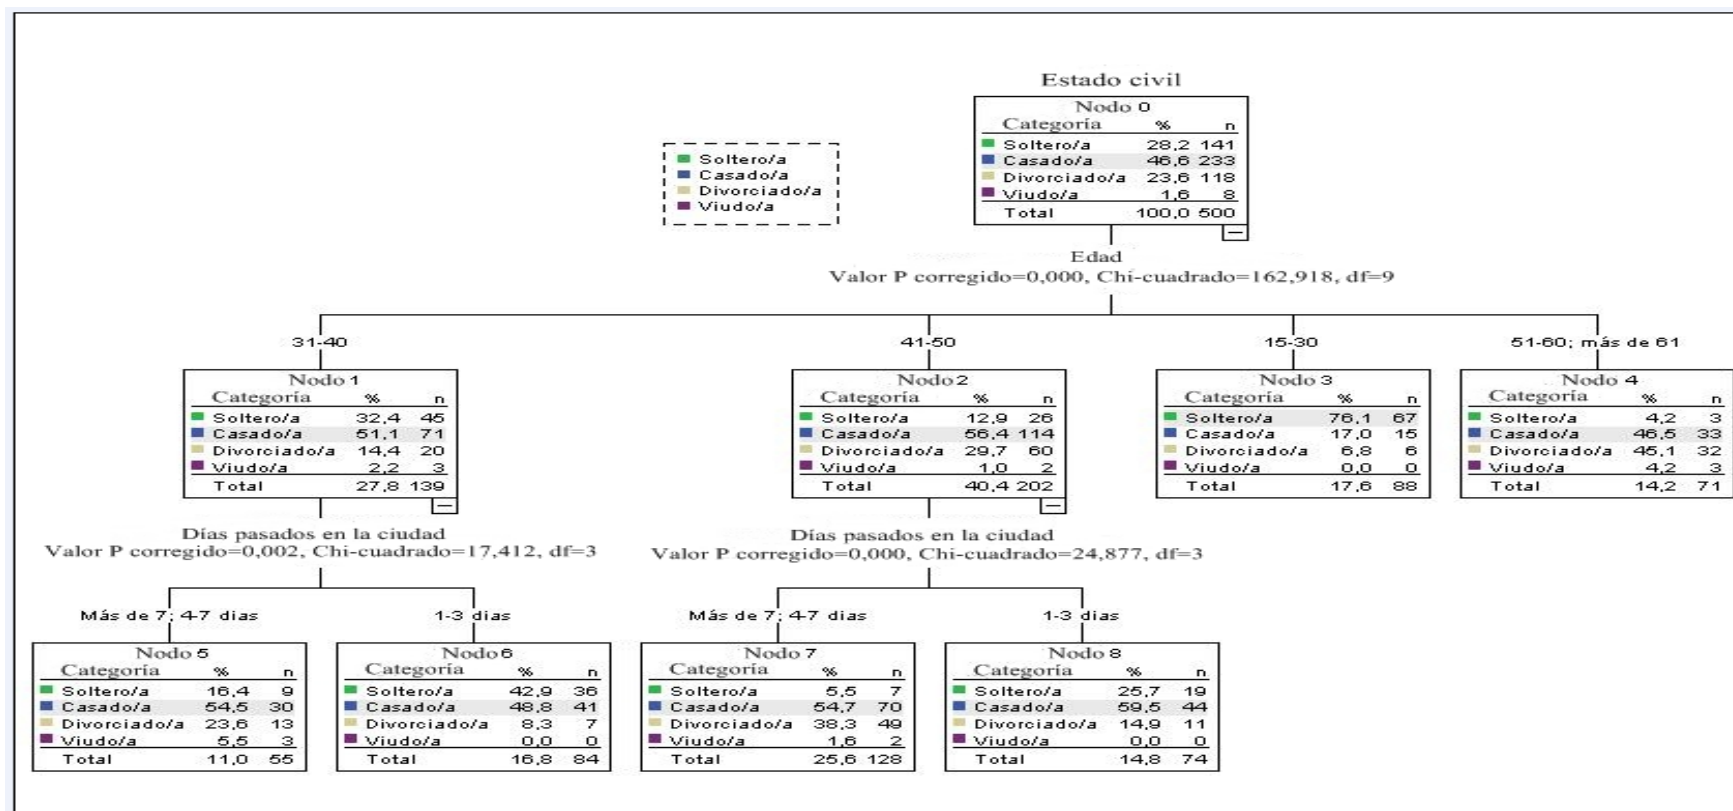 Estado civil
Nodo 0
Categoría % n
Soltero/a 28,2 141
Casado/a 46,6 233
Divorciado/a 23,6 118
Viudo/a 1,6 8
Total 100,0 500
Soltero/a
Casado/a
Divorciado/a
Viudo/a
Edad
Valor P corregido=0,000, Chi-cuadrado=162,918, df=9
31-40
41-50
15-30
51-60; más de 61
Nodo 1
Categoría % n
Soltero/a 32,4 45
Casado/a 51,1 71
Divorciado/a 14,4 20
Viudo/a 2,2 3
Total 27,8 139
Nodo 2
Categoría % n
Soltero/a 12,9 26
Casado/a 56,4 114
Divorciado/a 29,7 60
Viudo/a 1,0 2
Total 40,4 202
Nodo 3
Categoría % n
Soltero/a 76,1 67
Casado/a 17,0 15
Divorciado/a 6,8 6
Viudo/a 0,0 0
Total 17,6 88
Nodo 4
Categoría % n
Soltero/a 4,2 3
Casado/a 46,5 33
Divorciado/a 45,1 32
Viudo/a 4,2 3
Total 14,2 71
Días pasados en la ciudad
Valor P corregido=0,002, Chi-cuadrado=17,412, df=3
Días pasados en la ciudad
Valor P corregido=0,000, Chi-cuadrado=24,877, df=3
Más de 7; 4-7 dias
1-3 dias
Más de 7; 4-7 dias
1-3 dias
Nodo 5
Categoría % n
Soltero/a 16,4 9
Casado/a 54,5 30
Divorciado/a 23,6 13
Viudo/a 5,5 3
Total 11,0 55
Nodo 6
Categoría % n
Soltero/a 42,9 36
Casado/a 48,8 41
Divorciado/a 8,3 7
Viudo/a 0,0 0
Total 16,8 84
Nodo 7
Categoría % n
Soltero/a 5,5 7
Casado/a 54,7 70
Divorciado/a 38,3 49
Viudo/a 1,6 2
Total 25,6 128
Nodo 8
Categoría % n
Soltero/a 25,7 19
Casado/a 59,5 44
Divorciado/a 14,9 11
Viudo/a 0,0 0
Total 14,8 74